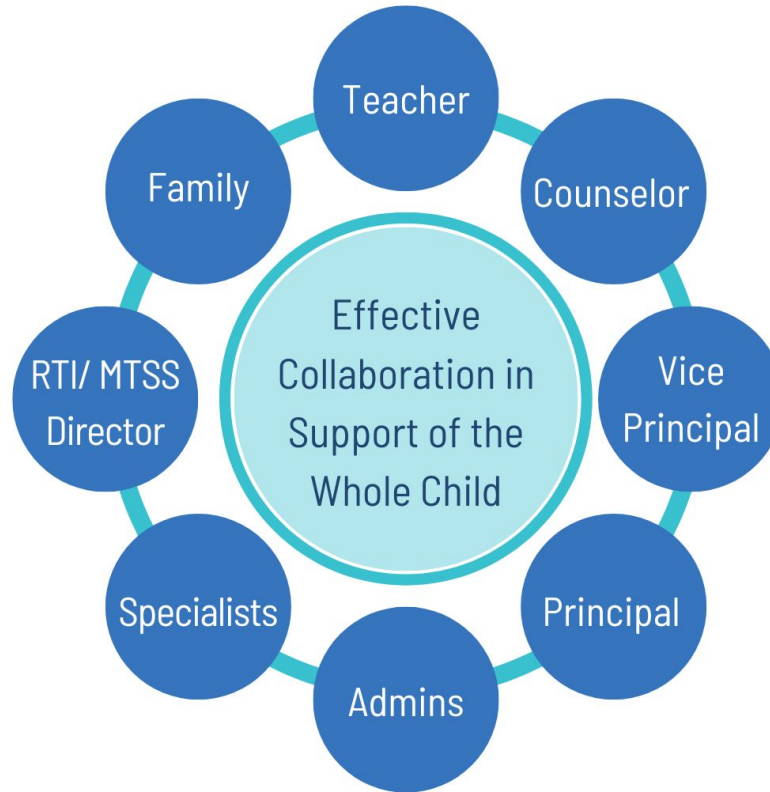 Teacher
Counselor
Vice
Principal
Principal
Admins
Specialists
RTI/ MTSS
Director
Family
Effective
Collaboration in
Support of the
Whole Child